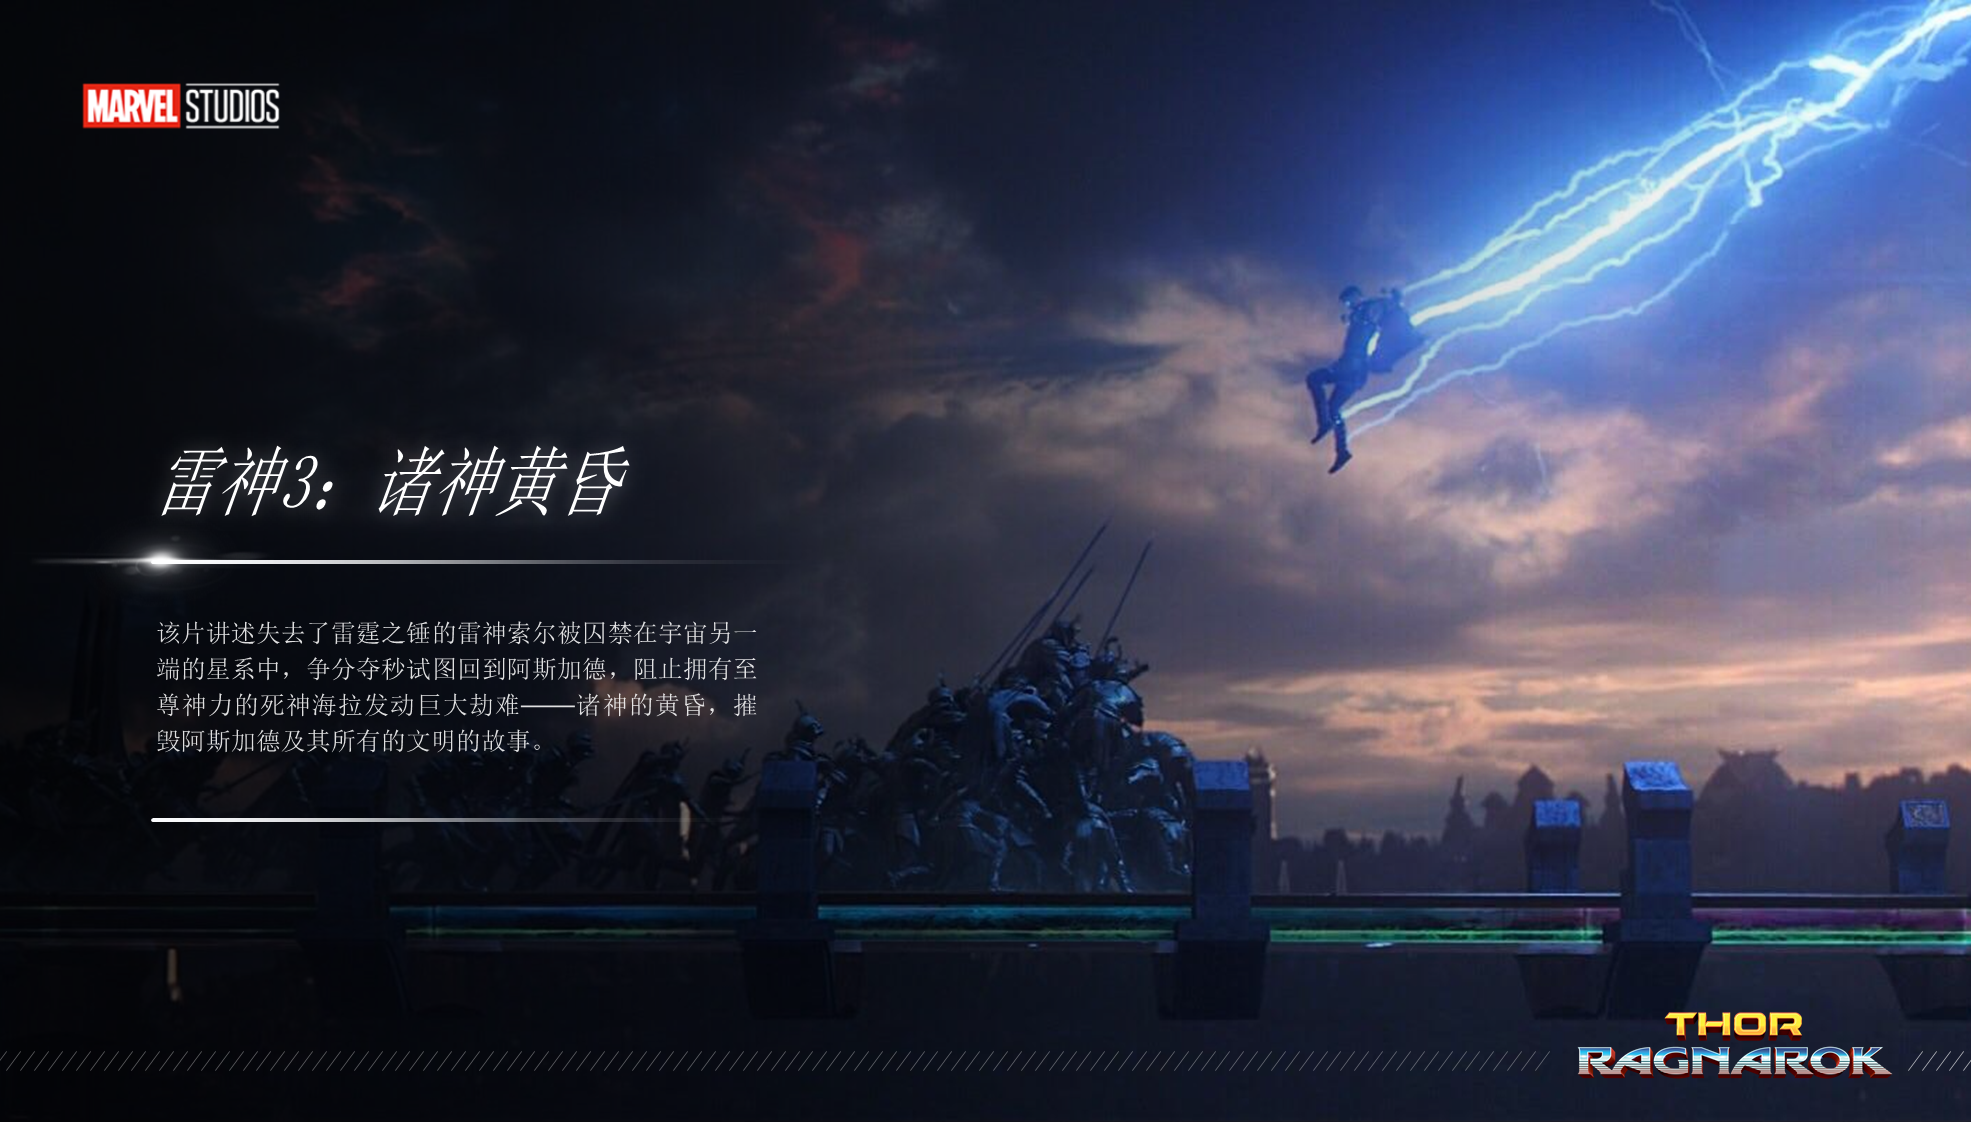 MARVEL STUDIOS
雷神3：诸神黄昏
该片讲述失去了雷霆之锤的雷神索尔被囚禁在宇宙另一
端的星系中，争分夺秒试图回到阿斯加德，阻止拥有至
尊神力的死神海拉发动巨大劫难——诸神的黄昏，摧
毁阿斯加德及其所有的文明的故事。
THOR
RAGNAROK